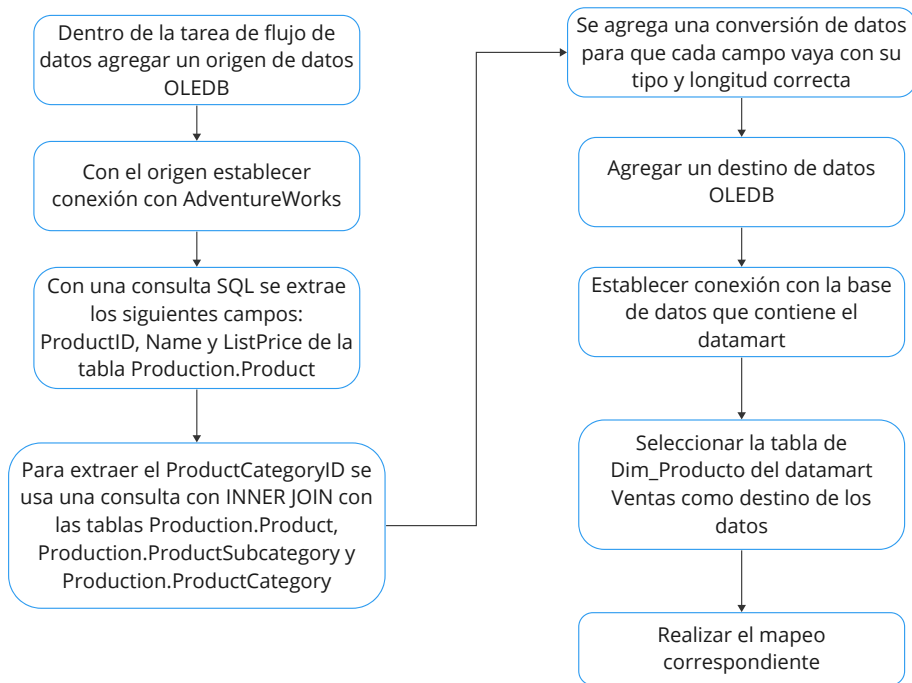 Dentro de la tarea de flujo de
datos agregar un origen de datos
OLEDB
Con el origen establecer
conexión con AdventureWorks
Con una consulta SQL se extrae
los siguientes campos:
ProductID, Name y ListPrice de la
tabla Production.Product
Para extraer el ProductCategoryID se
usa una consulta con INNER JOIN con
las tablas Production.Product,
Production.ProductSubcategory y
Production.ProductCategory
Se agrega una conversión de datos
para que cada campo vaya con su
tipo y longitud correcta
Agregar un destino de datos
OLEDB
Establecer conexión con la base
de datos que contiene el
datamart
Seleccionar la tabla de
Dim_Producto del datamart
Ventas como destino de los
datos
Realizar el mapeo
correspondiente